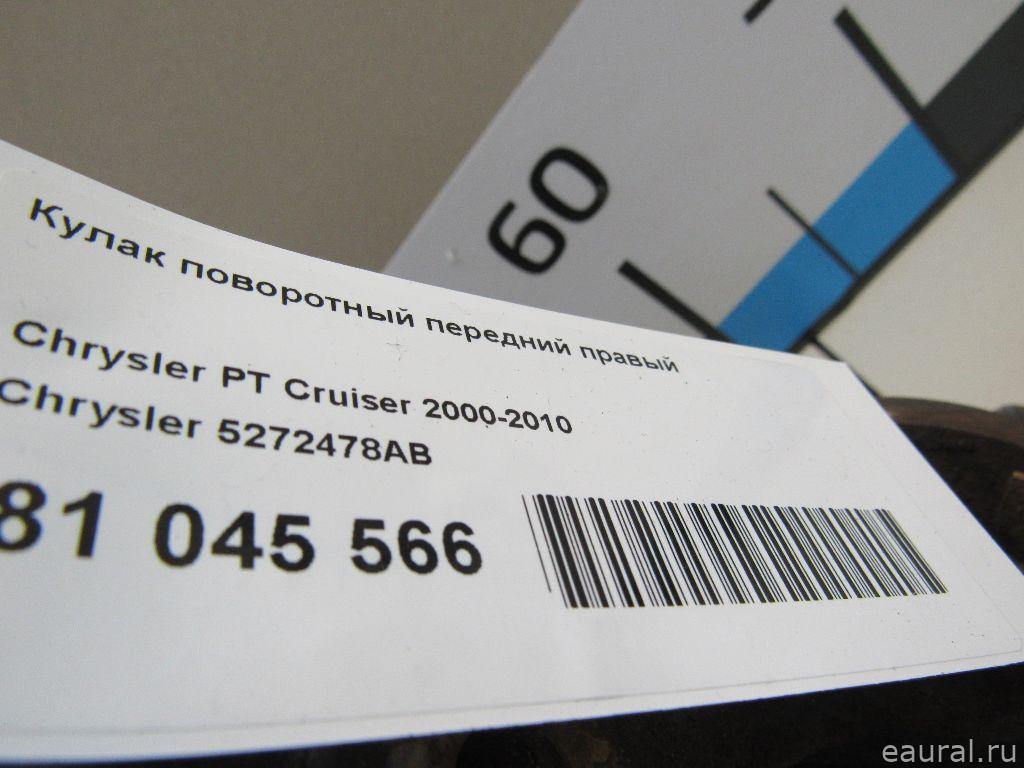 60
Кулак поворотный передний правый
Chrysler PT Cruiser 2000-2010
Chrysler 5272478AB
81 045 566
eaural.ru